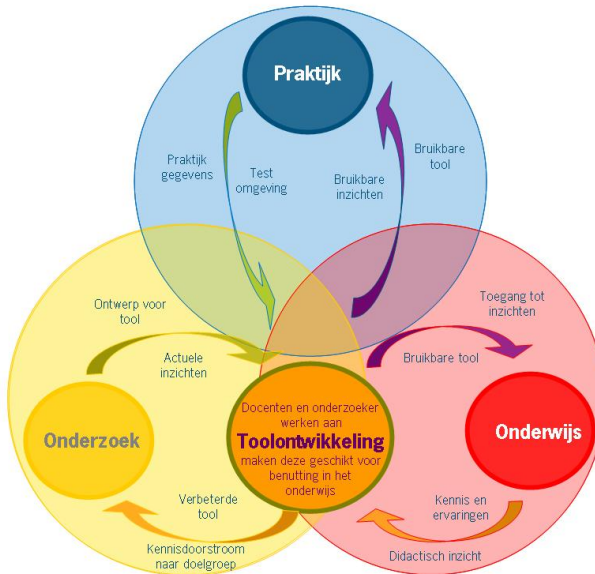 Praktijk
Praktijk
gegevens
Test
omgeving
Bruikbare
inzichten
Bruikbare
tool
Ontwerp voor
tool
Actuele
inzichten
Toegang tot
inzichten
Bruikbare tool
Onderzoek
Docenten en onderzoeker
werken aan
Toolontwikkeling
maken deze geschikt voor
benutting in het
onderwijs
Onderwijs
Verbeterde
tool
Kennisdoorstroom
naar doelgroep
Kennis en
ervaringen
Didactisch inzicht